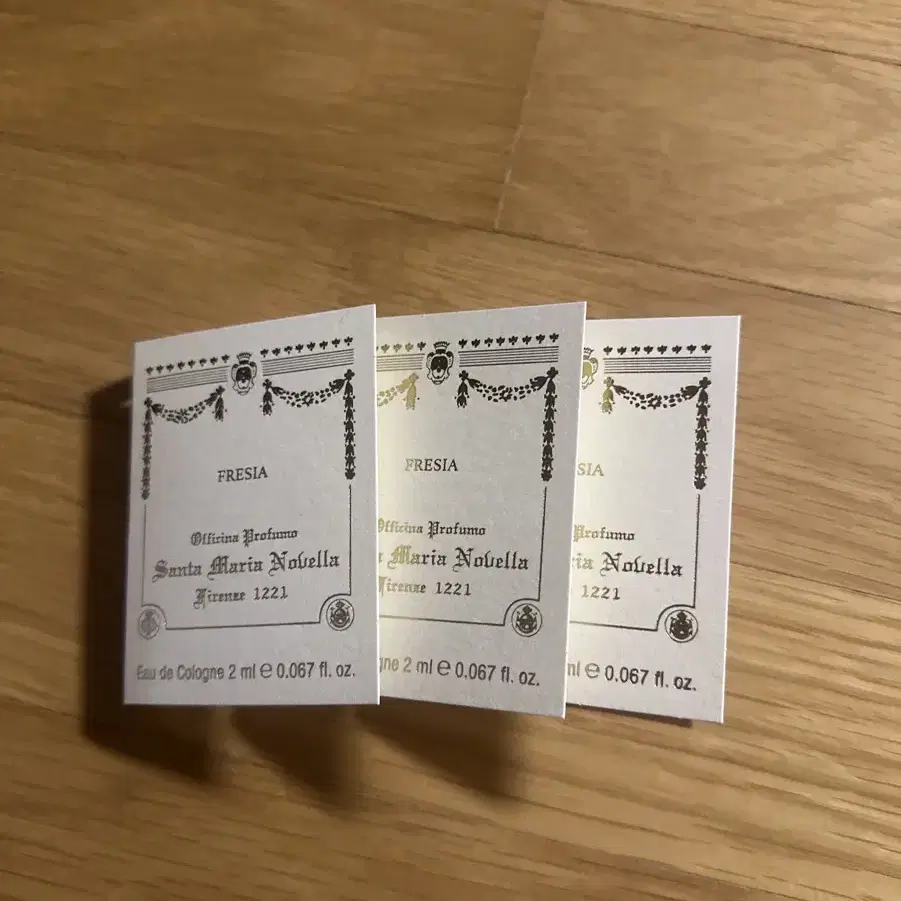 FRESIA
Officina Profumo
Santa Maria Novella
Firenze 1221
Eau de Cologne 2 ml ℮ 0.067 fl. oz.
FRESIA
Officina Profumo
Maria Novella
Firenze 1221
gne 2 ml ℮ 0.067 fl. oz.
SIA
Profumo
ria Novella
1221
ml ℮ 0.067 fl. oz.